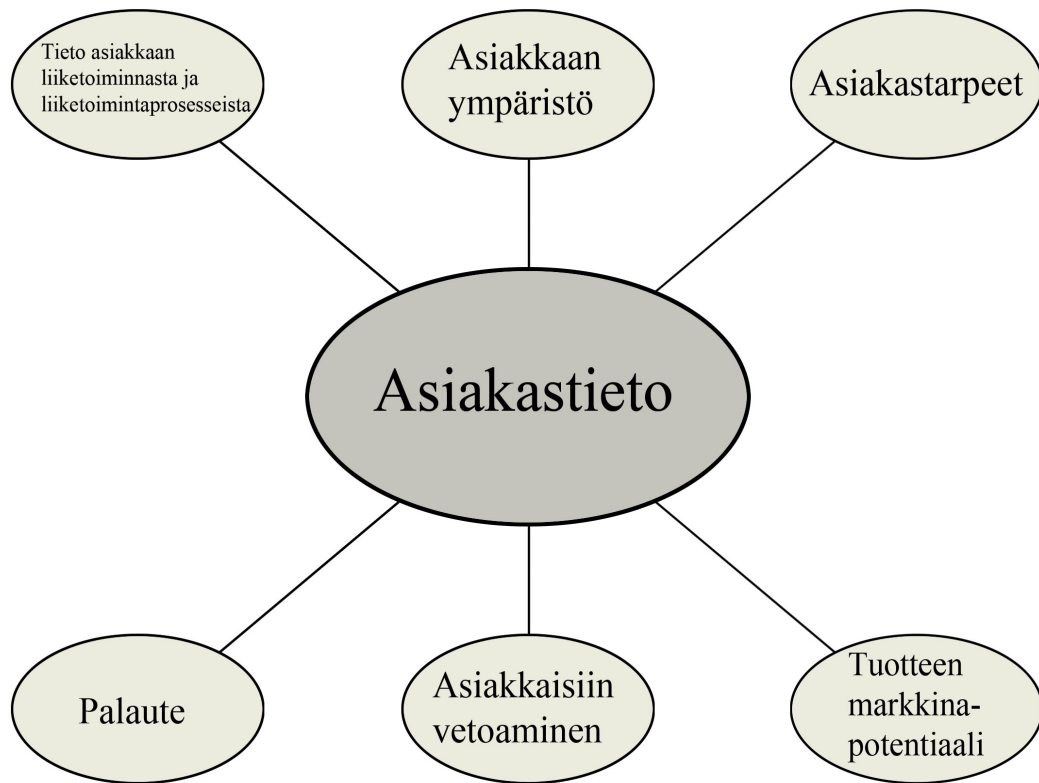 Tieto asiakkaan
liiketoiminnasta ja
liiketoimintaprosesseista
Asiakkaan
ympäristö
Asiakastarpeet
Asiakastieto
Palaute
Asiakkaisiin
vetoaminen
Tuotteen
markkina-
potentiaali